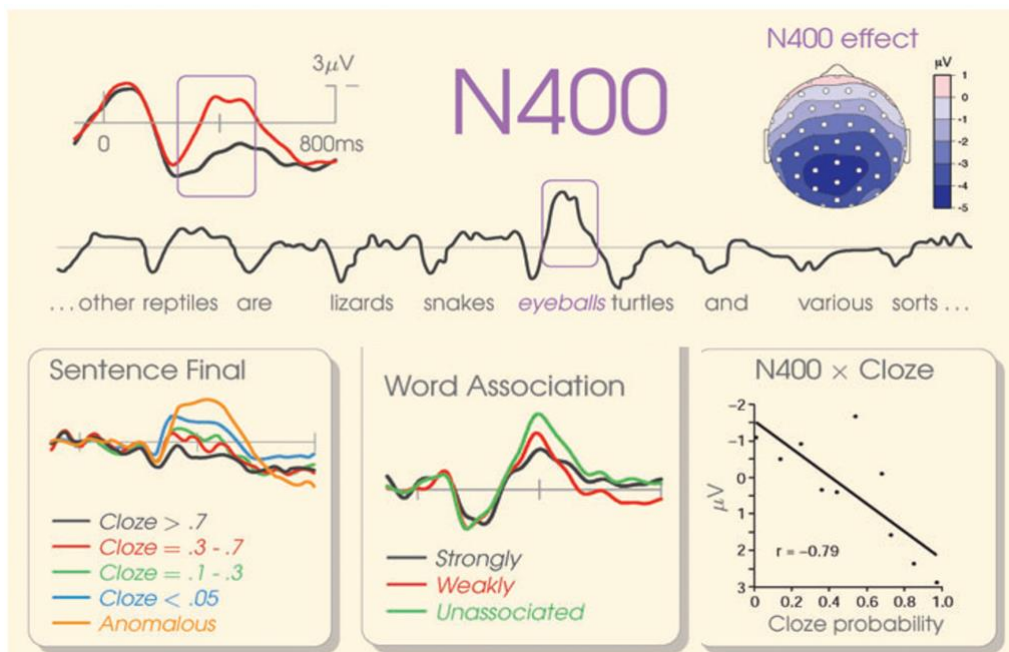 N400
N400 effect
3μV
0
800ms
μV
1
0
-1
-2
-3
-4
-5
...other reptiles are lizards snakes eyeballs turtles and various sorts ...
Sentence Final
Cloze > .7
Cloze = .3 - .7
Cloze = .1 - .3
Cloze < .05
Anomalous
Word Association
Strongly
Weakly
Unassociated
N400 × Cloze
−2
−1
0
1
2
3
μV
r = −0.79
0 0.2 0.4 0.6 0.8 1.0
Cloze probability